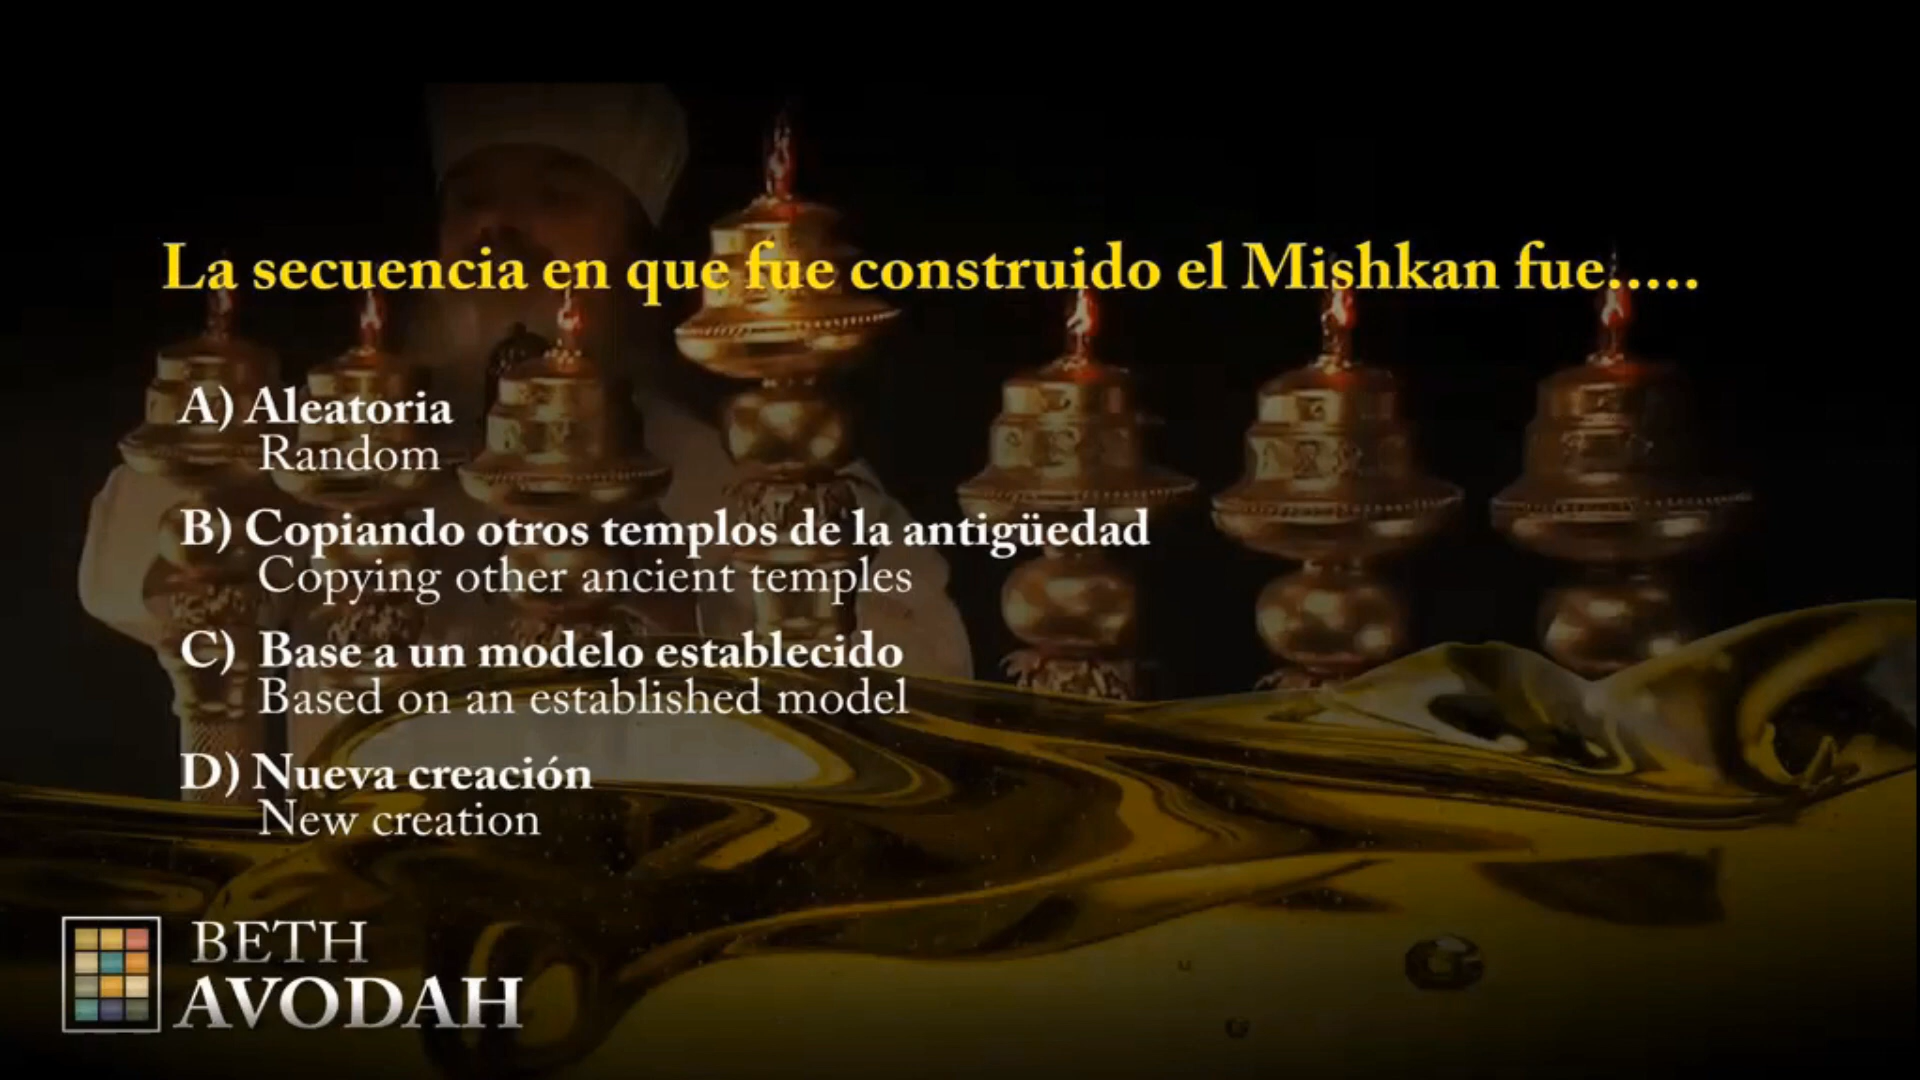 La secuencia en que fue construido el Mishkan fue.....
A) Aleatoria
Random
B) Copiando otros templos de la antigüedad
Copying other ancient temples
C) Base a un modelo establecido
Based on an established model
D) Nueva creación
New creation
BETH
AVODAH